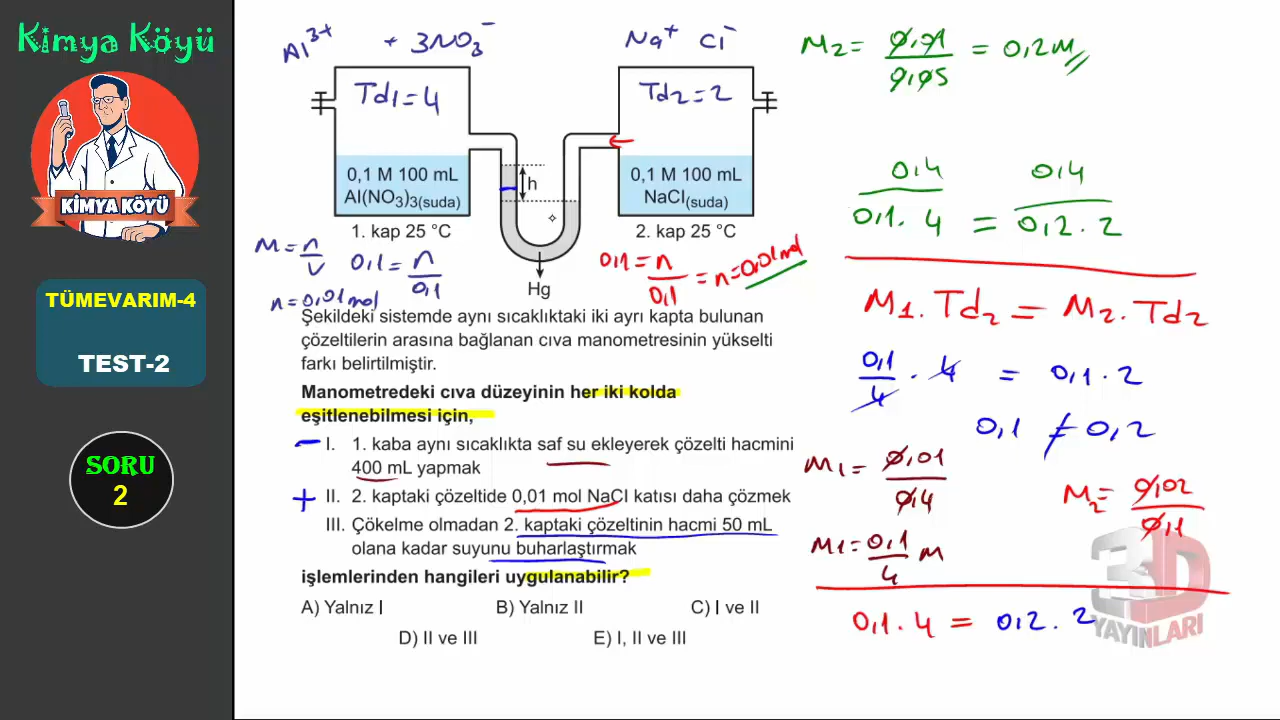 Kimya Köyü
KİMYA KÖYÜ
TÜMEVARIM-4
TEST-2
SORU
2
Al³⁺ + 3NO₃⁻
Na⁺ Cl⁻
Td₁=4
Td₂=2
0,1 M 100 mL
Al(NO₃)₃(suda)
h
0,1 M 100 mL
NaCl(suda)
1. kap 25 °C
2. kap 25 °C
Hg
M = n/V 0,1 = n/0,1
n=0,01 mol
0,1 = n/0,1 = n=0,01 mol
Şekildeki sistemde aynı sıcaklıktaki iki ayrı kapta bulunan
çözeltilerin arasına bağlanan cıva manometresinin yükselti
farkı belirtilmiştir.
Manometredeki cıva düzeyinin her iki kolda
eşitlenebilmesi için,
– I. 1. kaba aynı sıcaklıkta saf su ekleyerek çözelti hacmini
400 mL yapmak
+ II. 2. kaptaki çözeltide 0,01 mol NaCl katısı daha çözmek
III. Çökelme olmadan 2. kaptaki çözeltinin hacmi 50 mL
olana kadar suyunu buharlaştırmak
işlemlerinden hangileri uygulanabilir?
A) Yalnız I B) Yalnız II C) I ve II
D) II ve III E) I, II ve III
M₂ = 0,01/0,05 = 0,2M
0,4 0,4
0,1 . 4 = 0,2 . 2
M₁ . Td₂ = M₂ . Td₂
0,1/4 . 4 = 0,1 . 2
0,1 ≠ 0,2
M₁ = 0,01/0,4
M₂ = 0,02/0,1
M₁ = 0,1/4 M
0,1 . 4 = 0,2 . 2
3D
YAYINLARI